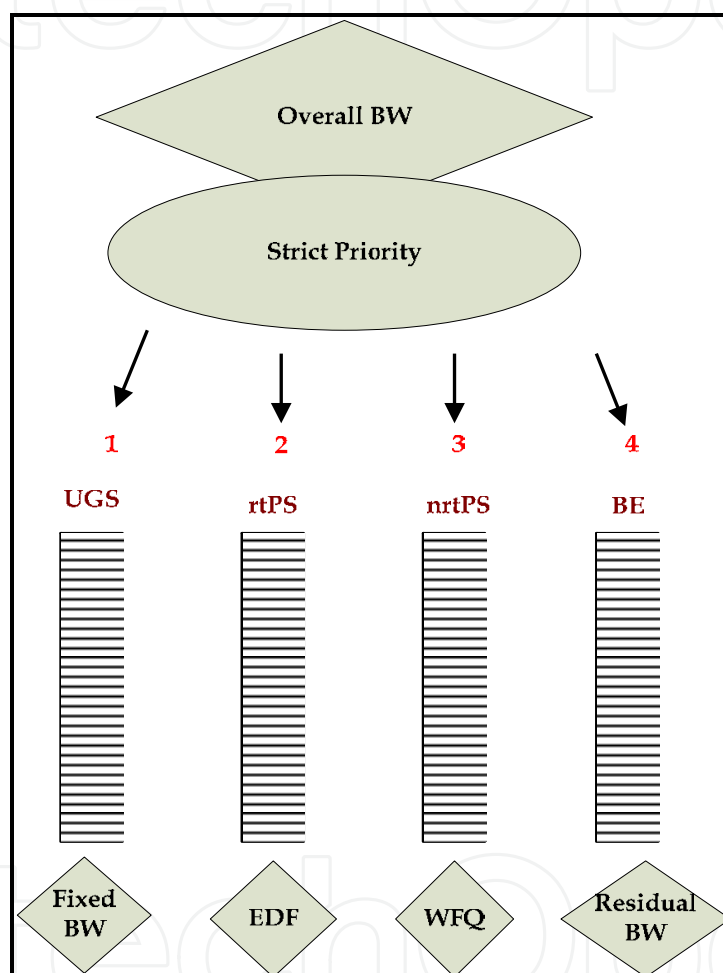 Overall BW
Strict Priority
1 2 3 4
UGS rtPS nrtPS BE
Fixed BW
EDF
WFQ
Residual BW